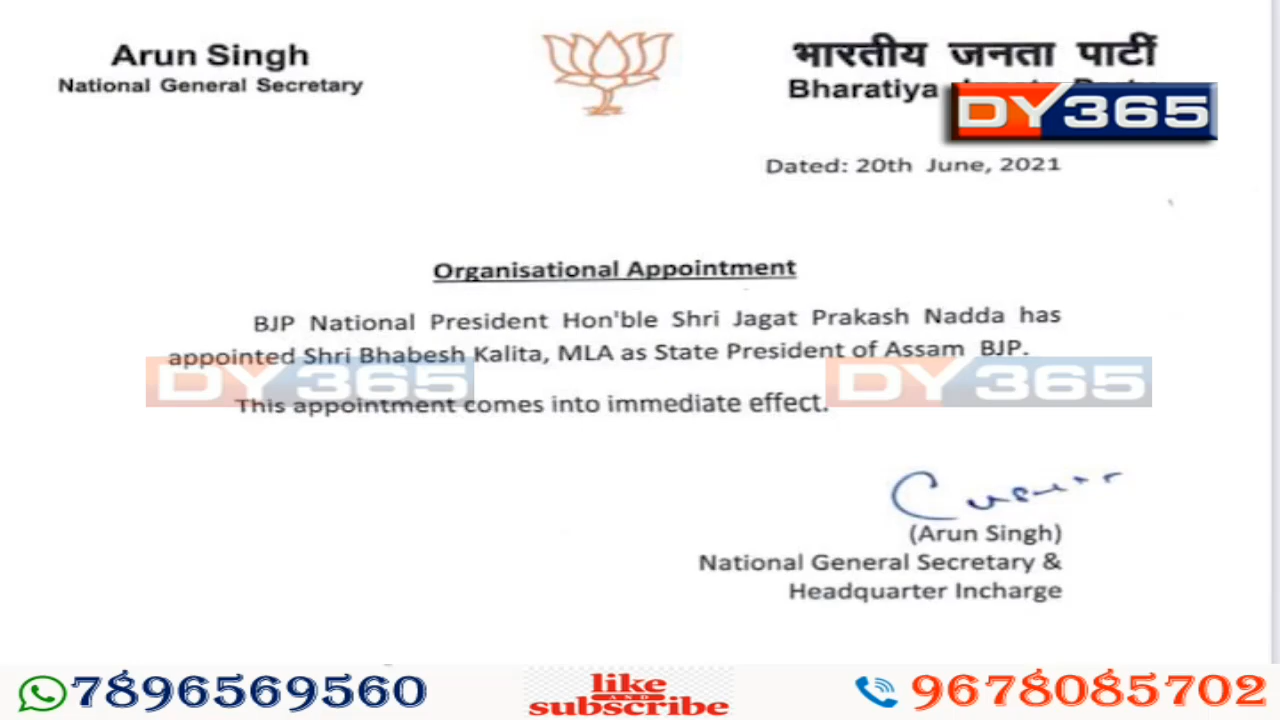 Arun Singh
National General Secretary
भारतीय जनता पार्टी
Bharatiya
DY365
Dated: 20th June, 2021
Organisational Appointment
BJP National President Hon'ble Shri Jagat Prakash Nadda has
appointed Shri Bhabesh Kalita, MLA as State President of Assam BJP.
DY365
DY365
This appointment comes into immediate effect.
(Arun Singh)
National General Secretary &
Headquarter Incharge
7896569560
like
AND
subscribe
9678085702